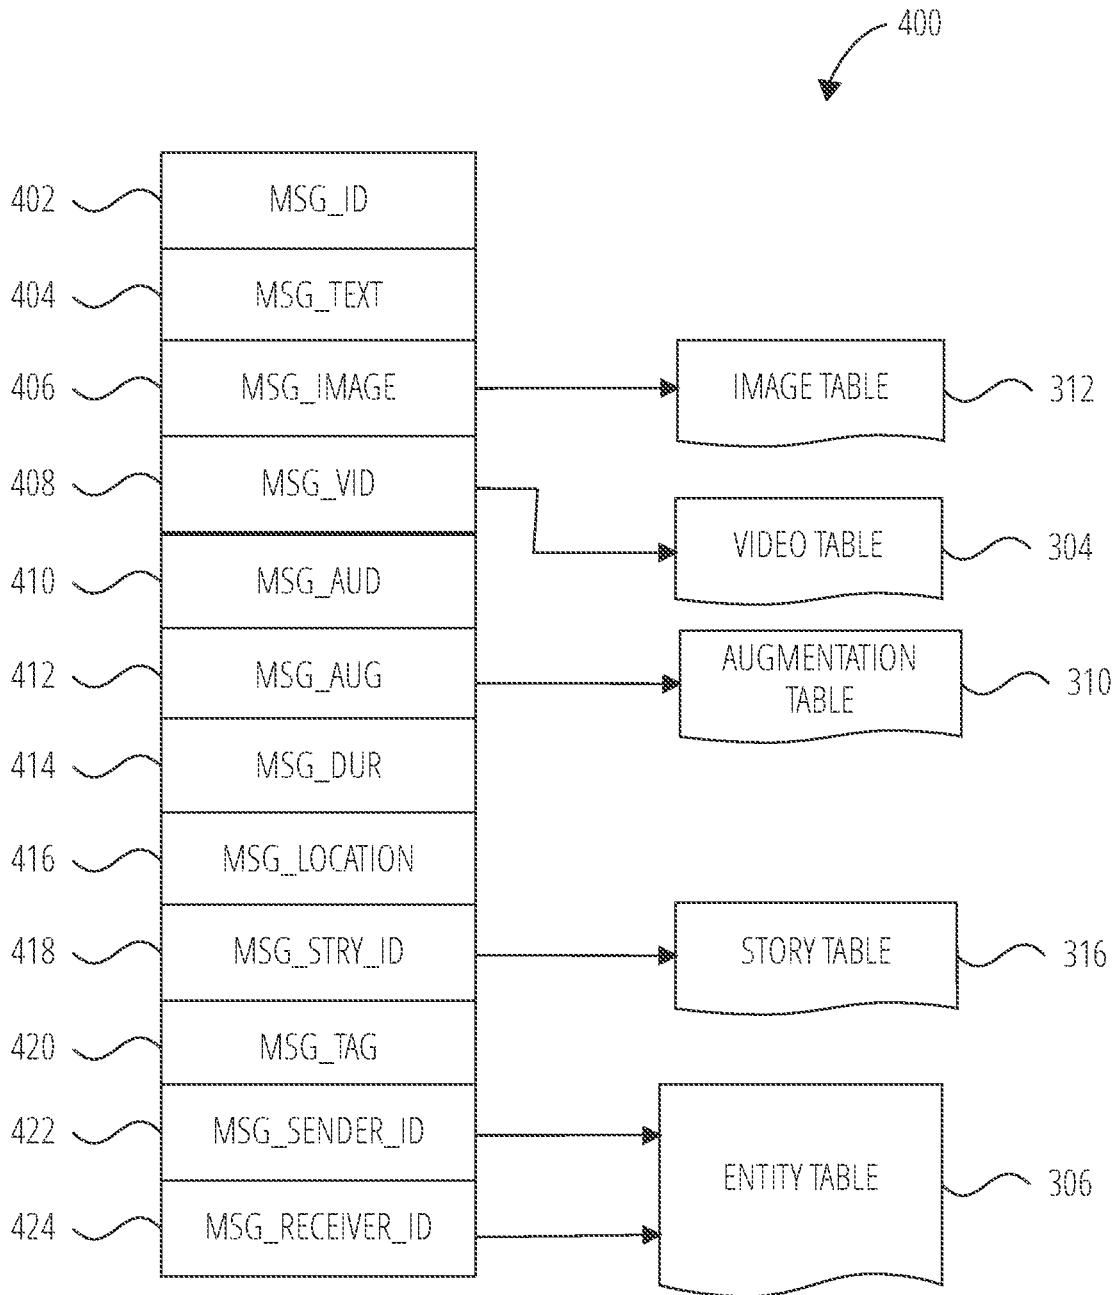 400
402 MSG_ID
404 MSG_TEXT
406 MSG_IMAGE IMAGE TABLE 312
408 MSG_VID
VIDEO TABLE 304
410 MSG_AUD
412 MSG_AUG AUGMENTATION
TABLE 310
414 MSG_DUR
416 MSG_LOCATION
418 MSG_STRY_ID STORY TABLE 316
420 MSG_TAG
422 MSG_SENDER_ID
ENTITY TABLE 306
424 MSG_RECEIVER_ID